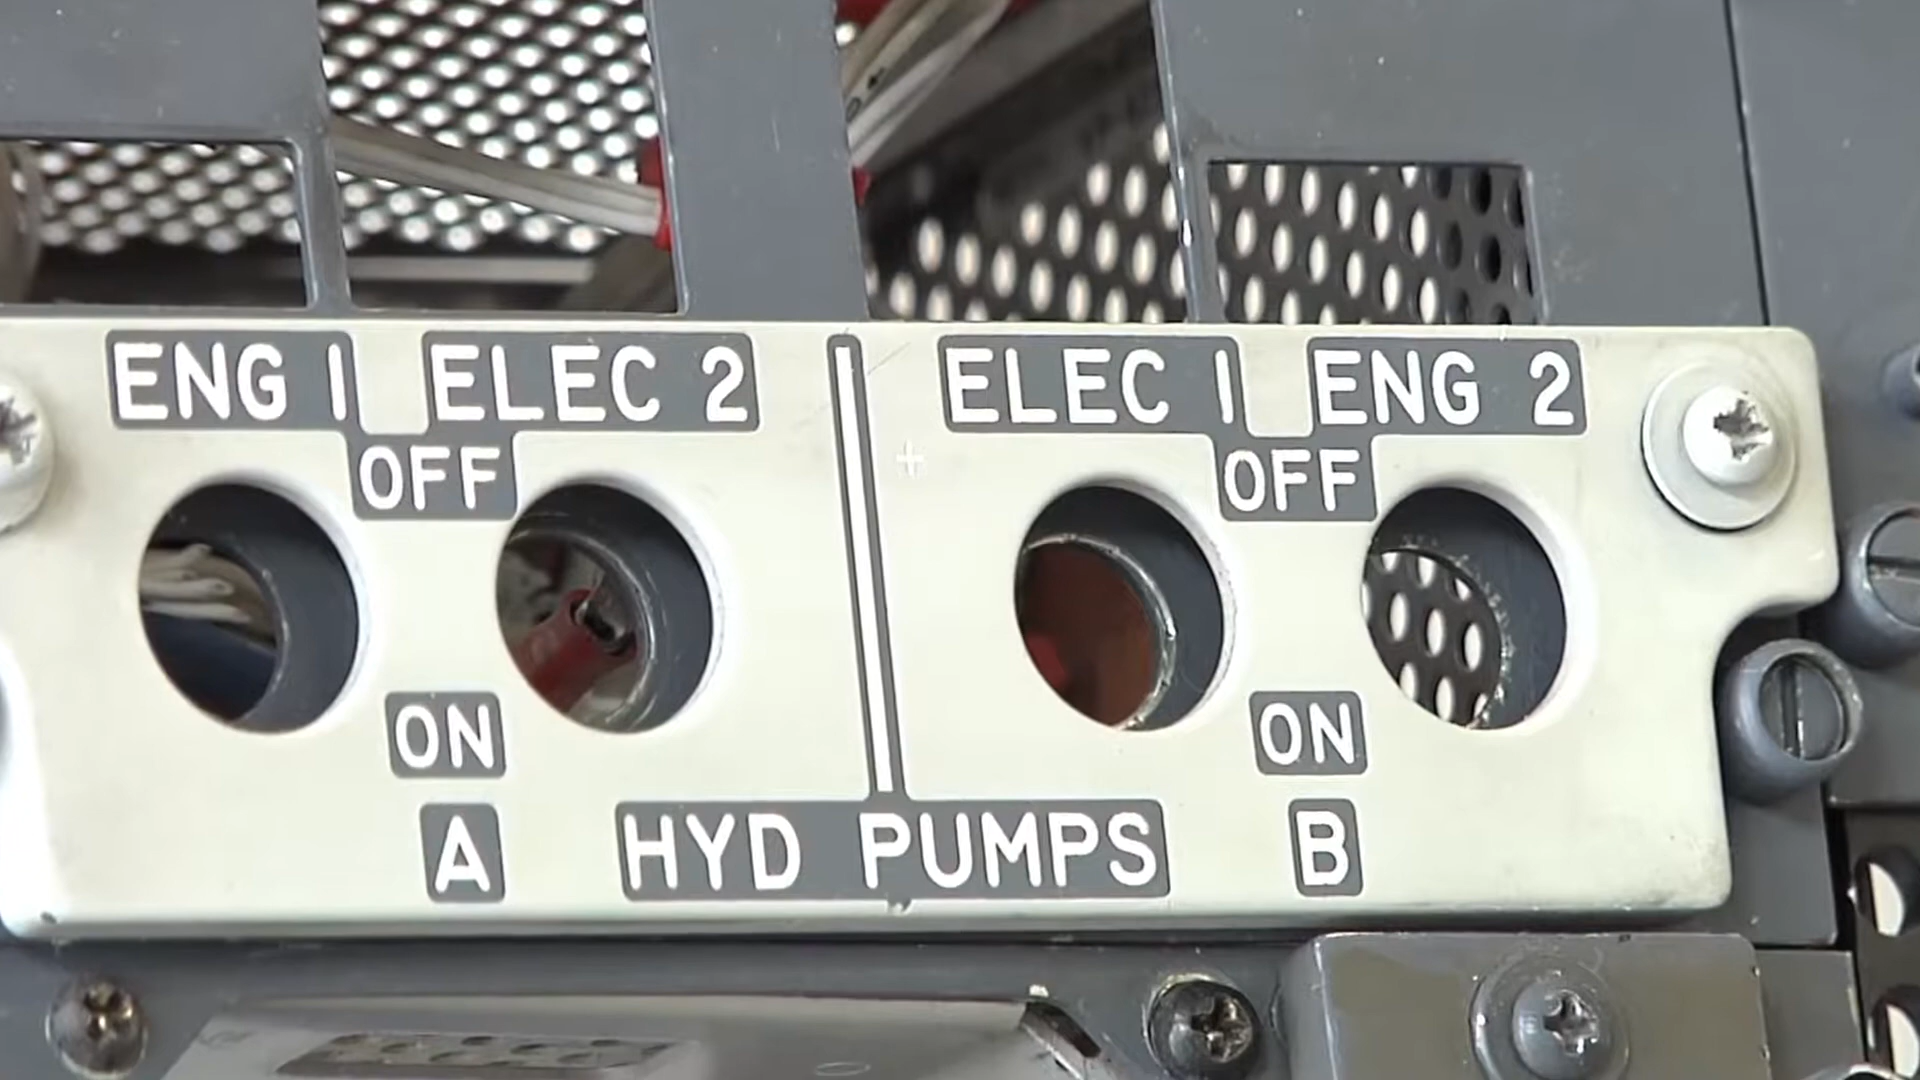 ENG 1 ELEC 2 ELEC 1 ENG 2
OFF OFF
ON ON
A HYD PUMPS B